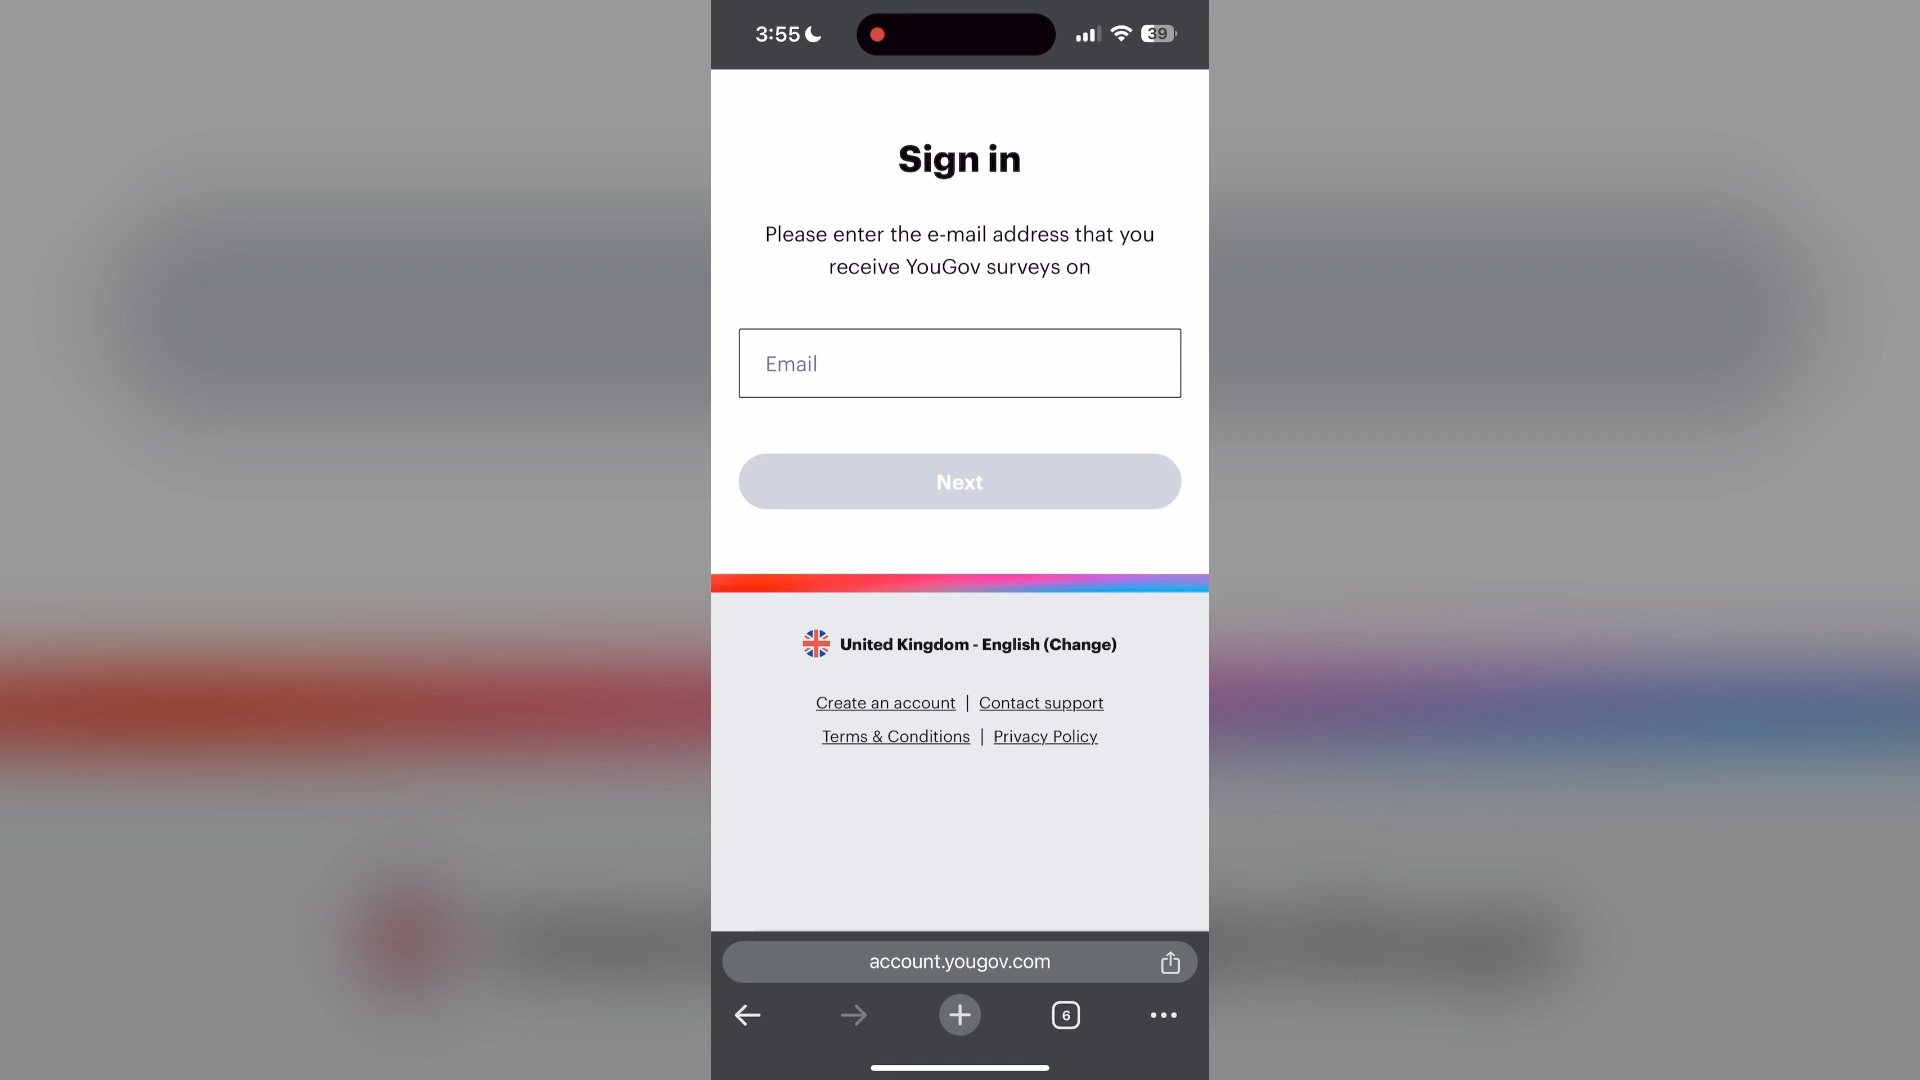 3:55
39
Sign in
Please enter the e-mail address that you
receive YouGov surveys on
Email
Next
United Kingdom - English (Change)
Create an account | Contact support
Terms & Conditions | Privacy Policy
account.yougov.com
6